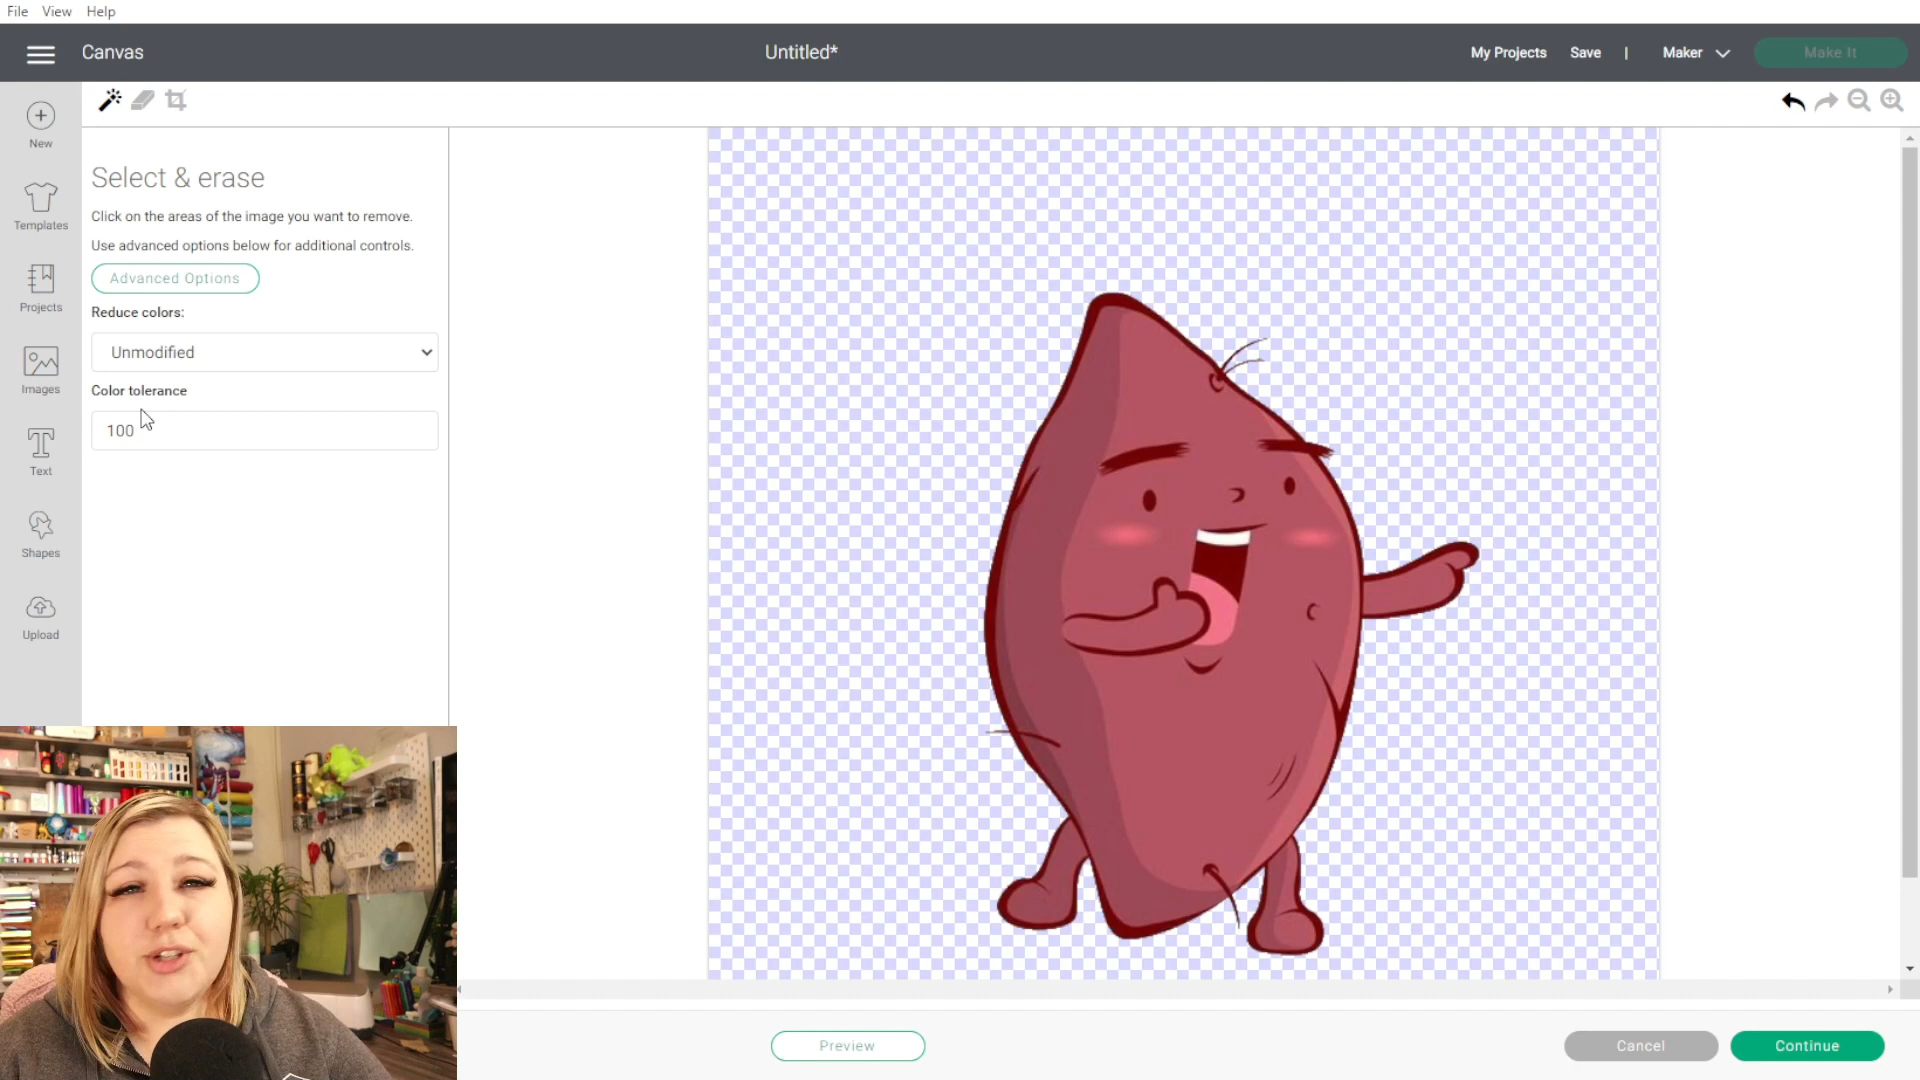 File View Help
Canvas
Untitled*
My Projects Save | Maker Make It
New
Templates
Projects
Images
Text
Shapes
Upload
Select & erase
Click on the areas of the image you want to remove.
Use advanced options below for additional controls.
Advanced Options
Reduce colors:
Unmodified
Color tolerance
100
Preview
Cancel
Continue